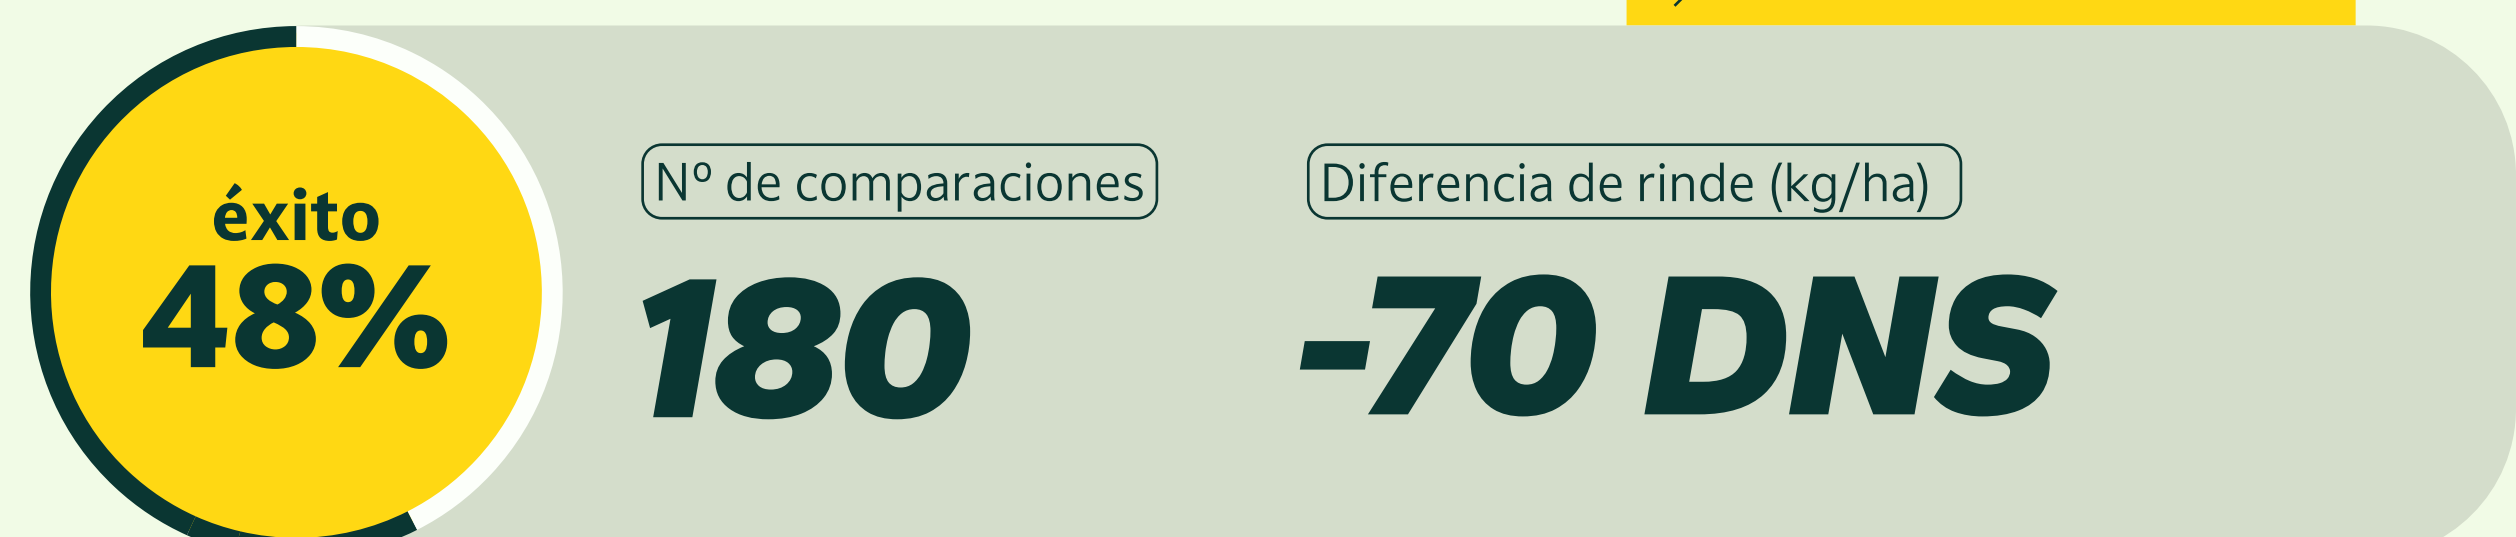 éxito
48%
Nº de comparaciones
180
Diferencia de rinde (kg/ha)
-70 DNS